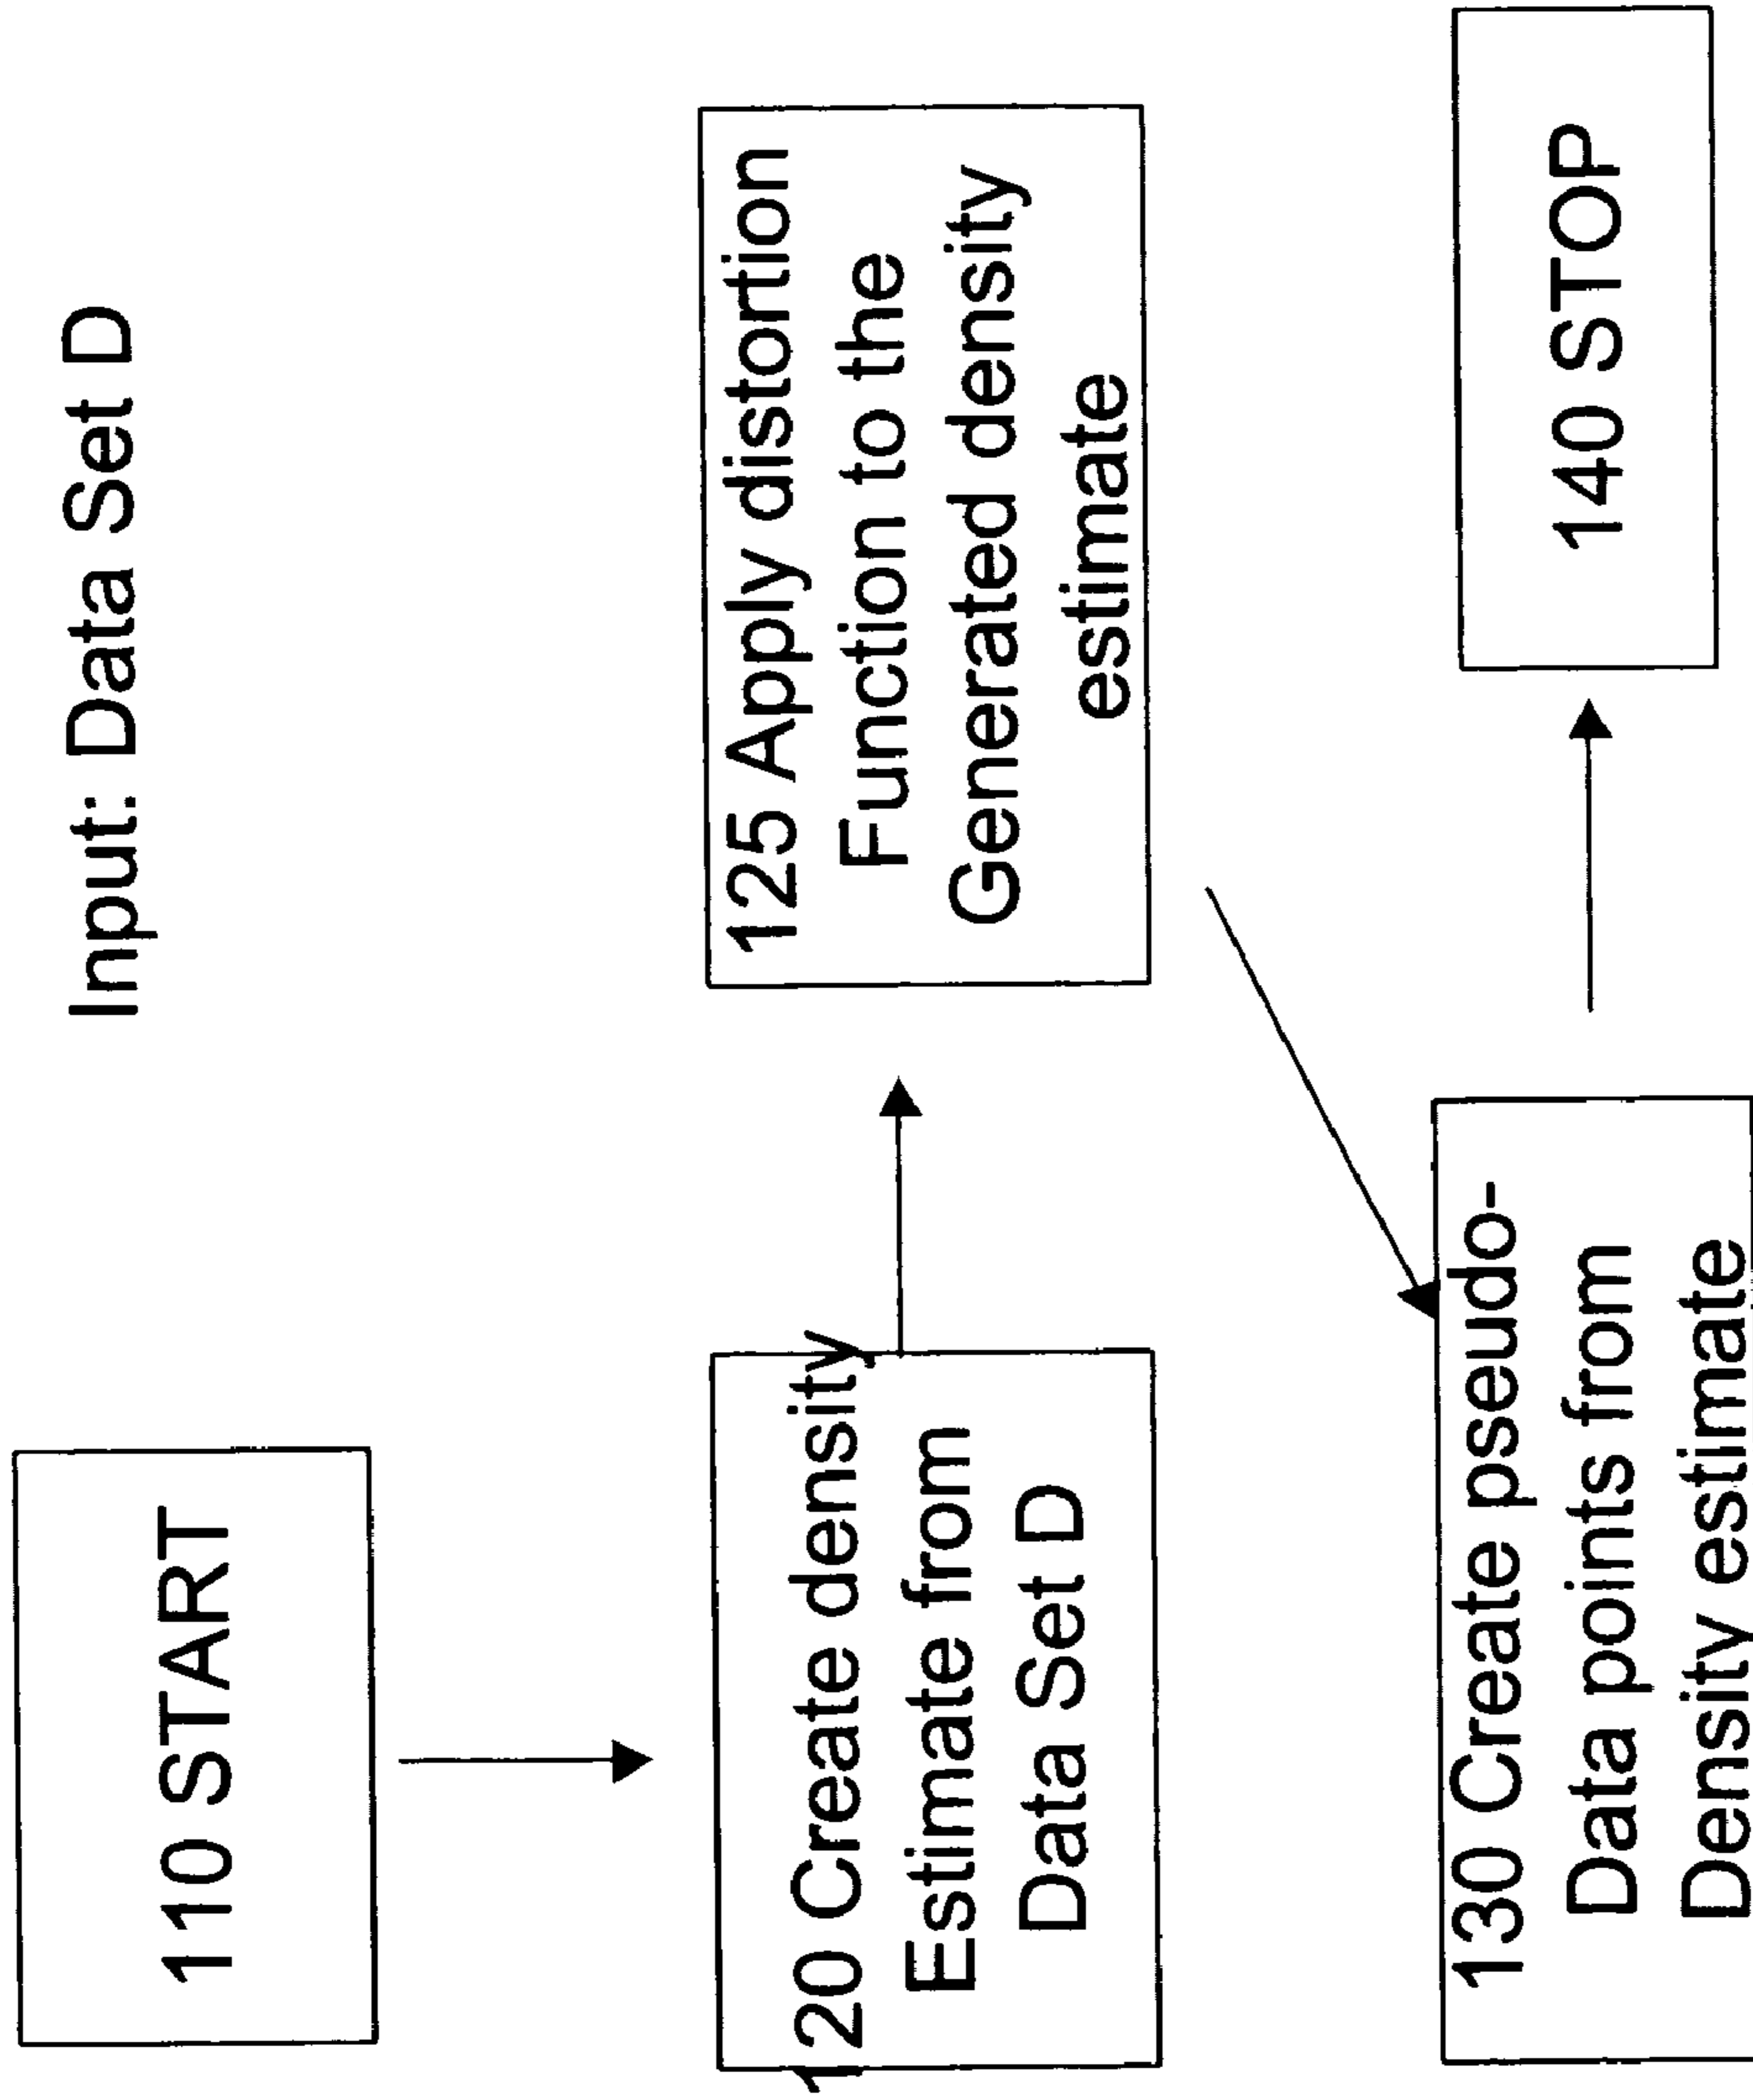 Input: Data Set D
110 START
120 Create density
Estimate from
Data Set D
125 Apply distortion
Function to the
Generated density
estimate
130 Create pseudo-
Data points from
Density estimate
140 STOP